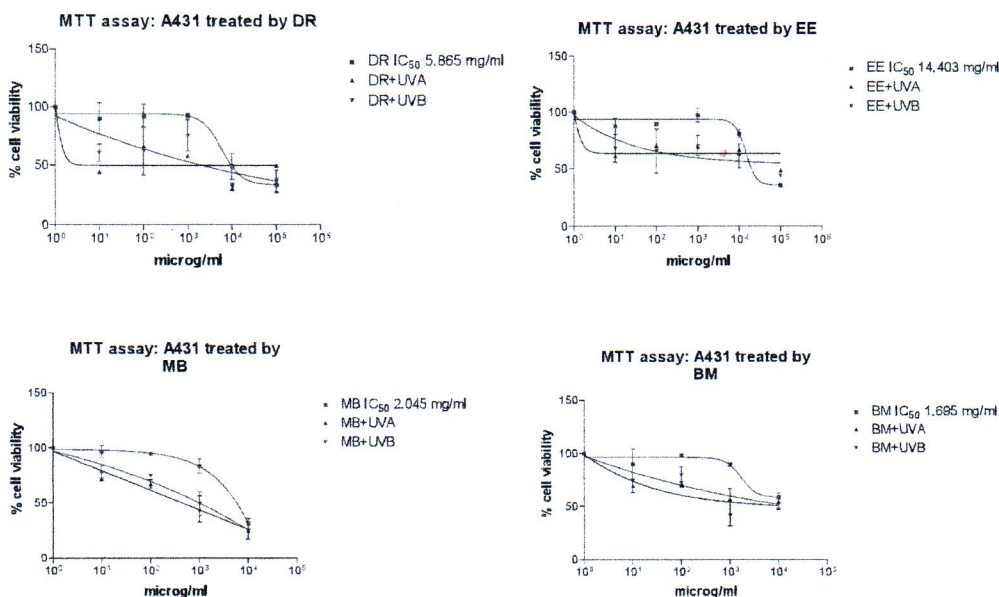 MTT assay: A431 treated by DR
150
100
50
0
% cell viability
10⁰ 10¹ 10² 10³ 10⁴ 10⁵ 10⁵
microg/ml
DR IC₅₀ 5.865 mg/ml
DR+UVA
DR+UVB
MTT assay: A431 treated by EE
150
100
50
0
% cell viability
10⁰ 10¹ 10² 10³ 10⁴ 10⁵ 10⁶
microg/ml
EE IC₅₀ 14.403 mg/ml
EE+UVA
EE+UVB
MTT assay: A431 treated by
MB
150
100
50
0
% cell viability
10⁰ 10¹ 10² 10³ 10⁴ 10⁵
microg/ml
MB IC₅₀ 2.045 mg/ml
MB+UVA
MB+UVB
MTT assay: A431 treated by
BM
150
100
50
0
% cell viability
10⁰ 10¹ 10² 10³ 10⁴ 10⁵
microg/ml
BM IC₅₀ 1.695 mg/ml
BM+UVA
BM+UVB